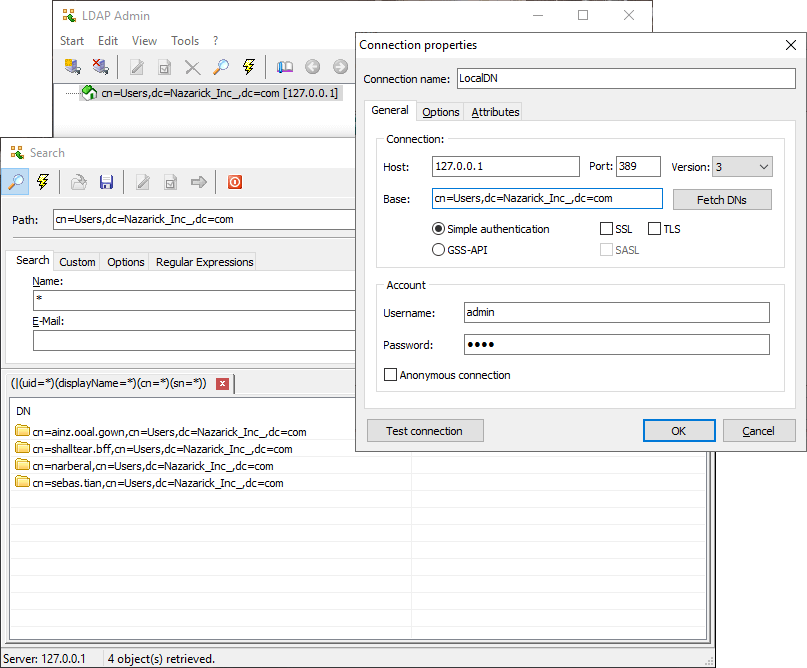 LDAP Admin
Start Edit View Tools ?
cn=Users,dc=Nazarick_Inc_,dc=com [127.0.0.1]
Search
Path: cn=Users,dc=Nazarick_Inc_,dc=com
Search Custom Options Regular Expressions
Name:
*
E-Mail:
(|(uid=*)(displayName=*)(cn=*)(sn=*))
DN
cn=ainz.ooal.gown,cn=Users,dc=Nazarick_Inc_,dc=com
cn=shalltear.bff,cn=Users,dc=Nazarick_Inc_,dc=com
cn=narberal,cn=Users,dc=Nazarick_Inc_,dc=com
cn=sebas.tian,cn=Users,dc=Nazarick_Inc_,dc=com
Server: 127.0.0.1 4 object(s) retrieved.
Connection properties
Connection name: LocalDN
General Options Attributes
Connection:
Host: 127.0.0.1 Port: 389 Version: 3
Base: cn=Users,dc=Nazarick_Inc_,dc=com Fetch DNs
Simple authentication SSL TLS
GSS-API SASL
Account
Username: admin
Password: ●●●●
Anonymous connection
Test connection OK Cancel